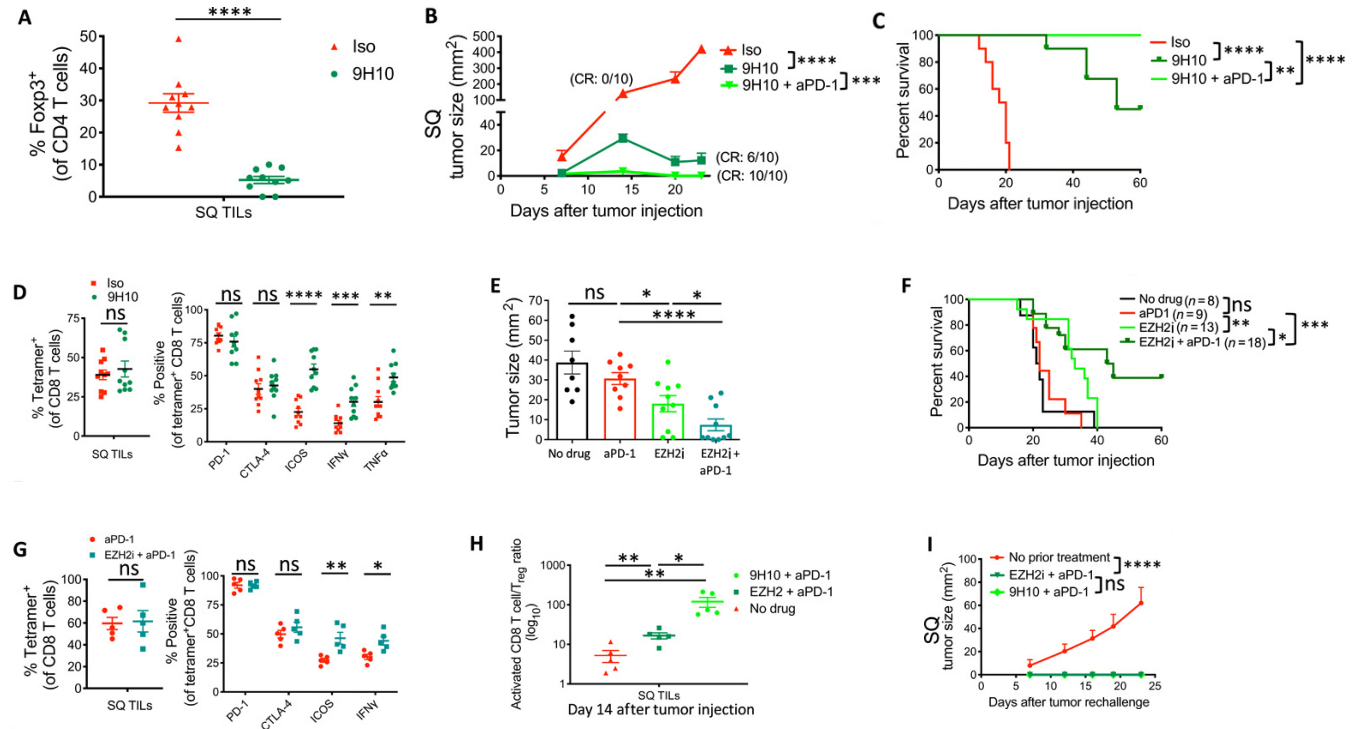 A
% Foxp3⁺
(of CD4 T cells)
50
40
30
20
10
0
****
Iso
9H10
SQ TILs
B
SQ
tumor size (mm²)
500
400
300
200
100
60
40
20
0
0
5
10
15
20
25
(CR: 0/10)
Iso
9H10
9H10 + aPD-1
****
***
(CR: 6/10)
(CR: 10/10)
Days after tumor injection
C
Percent survival
100
80
60
40
20
0
0
20
40
60
Iso
9H10
9H10 + aPD-1
****
**
****
Days after tumor injection
D
Iso
9H10
ns
% Tetramer⁺
(of CD8 T cells)
75
50
25
0
SQ TILs
% Positive
(of tetramer⁺ CD8 T cells)
100
75
50
25
0
ns
ns
****
***
**
PD-1
CTLA-4
ICOS
IFNγ
TNFα
E
Tumor size (mm²)
70
60
50
40
30
20
10
0
ns
*
*
****
No drug
aPD-1
EZH2i
EZH2i +
aPD-1
F
Percent survival
100
80
60
40
20
0
0
20
40
60
No drug (n = 8)
aPD1 (n = 9)
EZH2i (n = 13)
EZH2i + aPD-1 (n = 18)
ns
**
*
***
Days after tumor injection
G
aPD-1
EZH2i + aPD-1
ns
% Tetramer⁺
(of CD8 T cells)
100
80
60
40
20
0
SQ TILs
% Positive
(of tetramer⁺CD8 T cells)
100
75
50
25
0
ns
ns
**
*
PD-1
CTLA-4
ICOS
IFNγ
H
Activated CD8 T cell/Treg ratio
(log₁₀)
1000
100
10
1
**
*
**
9H10 + aPD-1
EZH2 + aPD-1
No drug
SQ TILs
Day 14 after tumor injection
I
SQ
tumor size (mm²)
100
80
60
40
20
0
0
5
10
15
20
25
No prior treatment
EZH2i + aPD-1
9H10 + aPD-1
****
ns
Days after tumor rechallenge